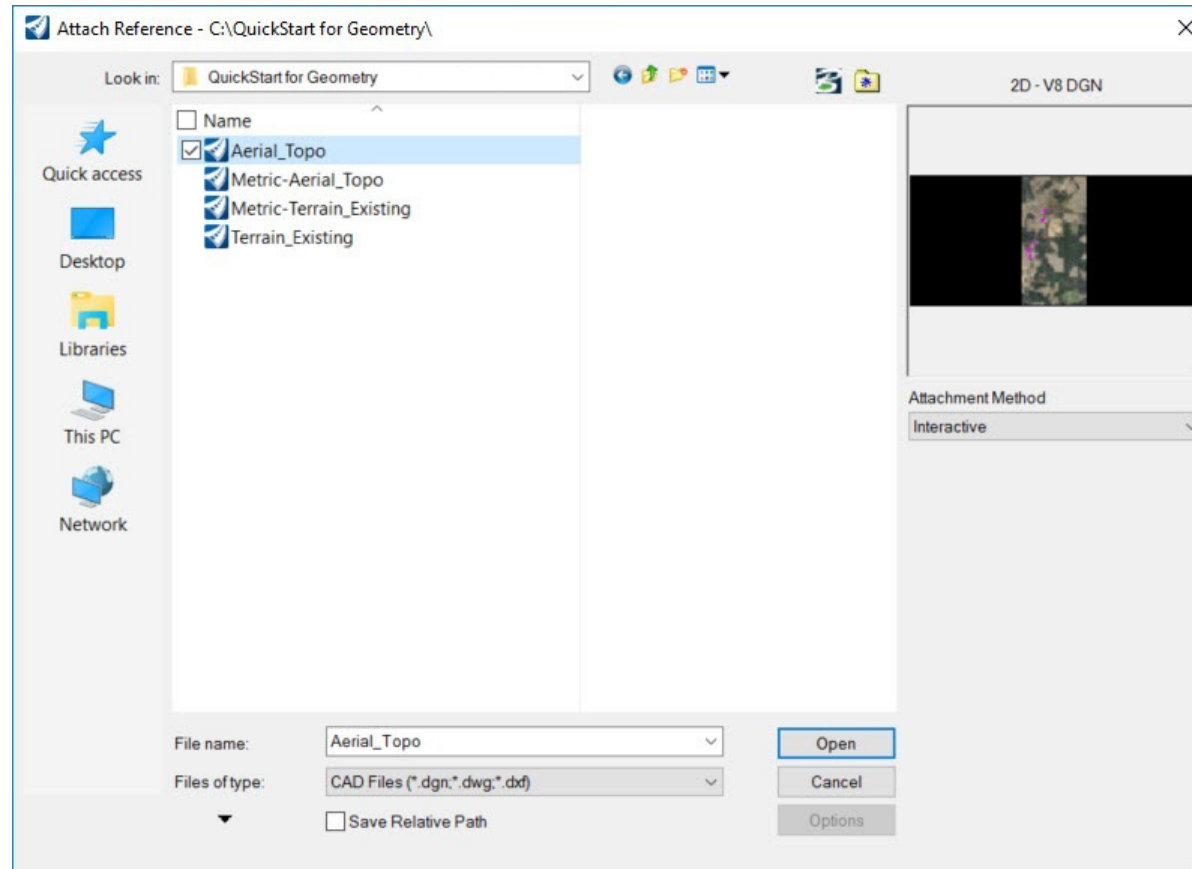 Attach Reference - C:\QuickStart for Geometry\
Look in:
QuickStart for Geometry
2D - V8 DGN
Name
Aerial_Topo
Metric-Aerial_Topo
Metric-Terrain_Existing
Terrain_Existing
Quick access
Desktop
Libraries
This PC
Network
Attachment Method
Interactive
File name:
Aerial_Topo
Open
Files of type:
CAD Files (*.dgn;*.dwg;*.dxf)
Cancel
Save Relative Path
Options